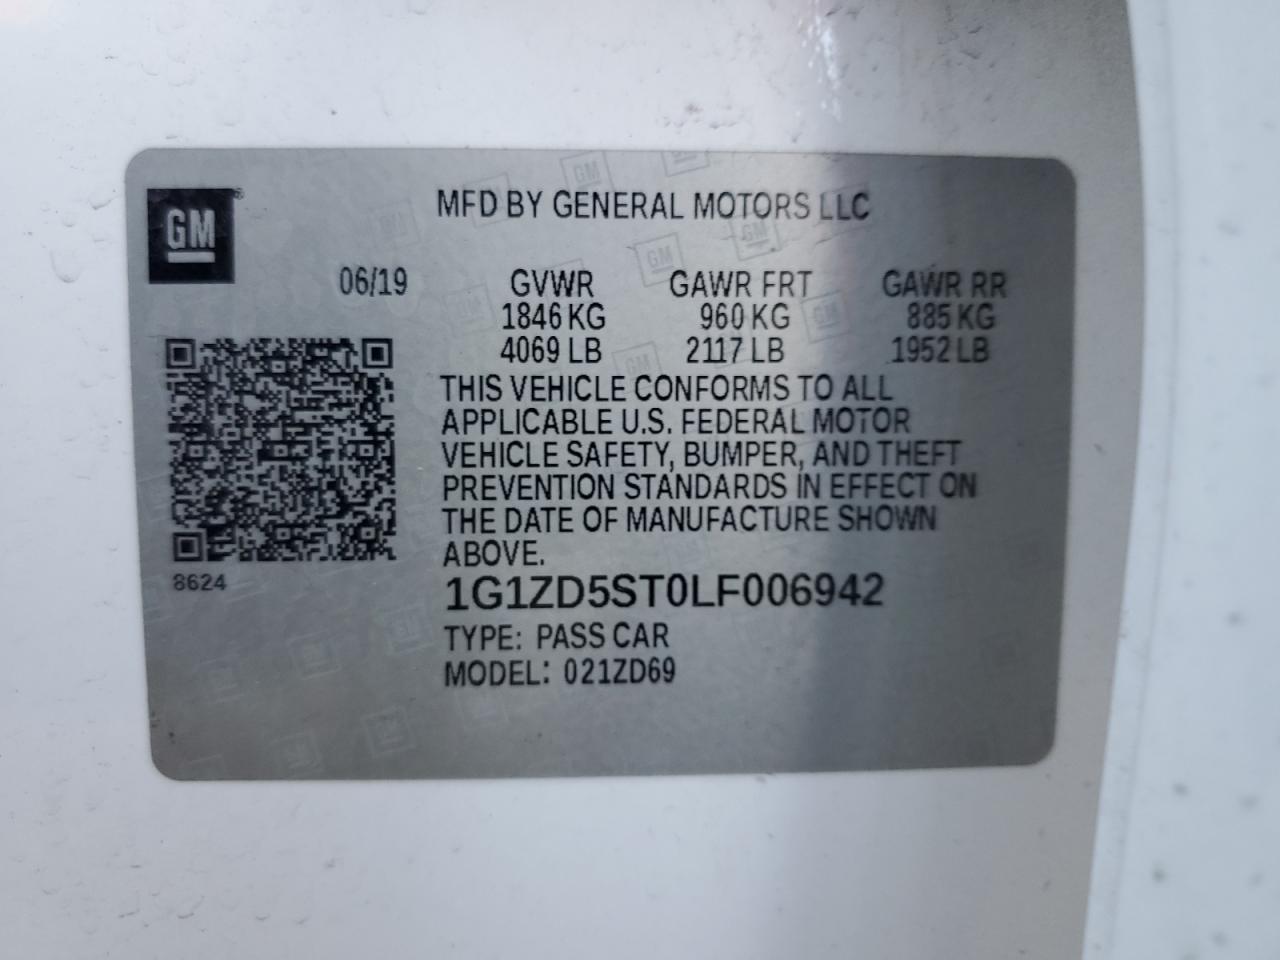 GM®
MFD BY GENERAL MOTORS LLC
06/19 GVWR GAWR FRT GAWR RR
1846 KG 960 KG 885 KG
4069 LB 2117 LB 1952 LB
THIS VEHICLE CONFORMS TO ALL
APPLICABLE U.S. FEDERAL MOTOR
VEHICLE SAFETY, BUMPER, AND THEFT
PREVENTION STANDARDS IN EFFECT ON
THE DATE OF MANUFACTURE SHOWN
ABOVE.
8624
1G1ZD5ST0LF006942
TYPE: PASS CAR
MODEL: 021ZD69